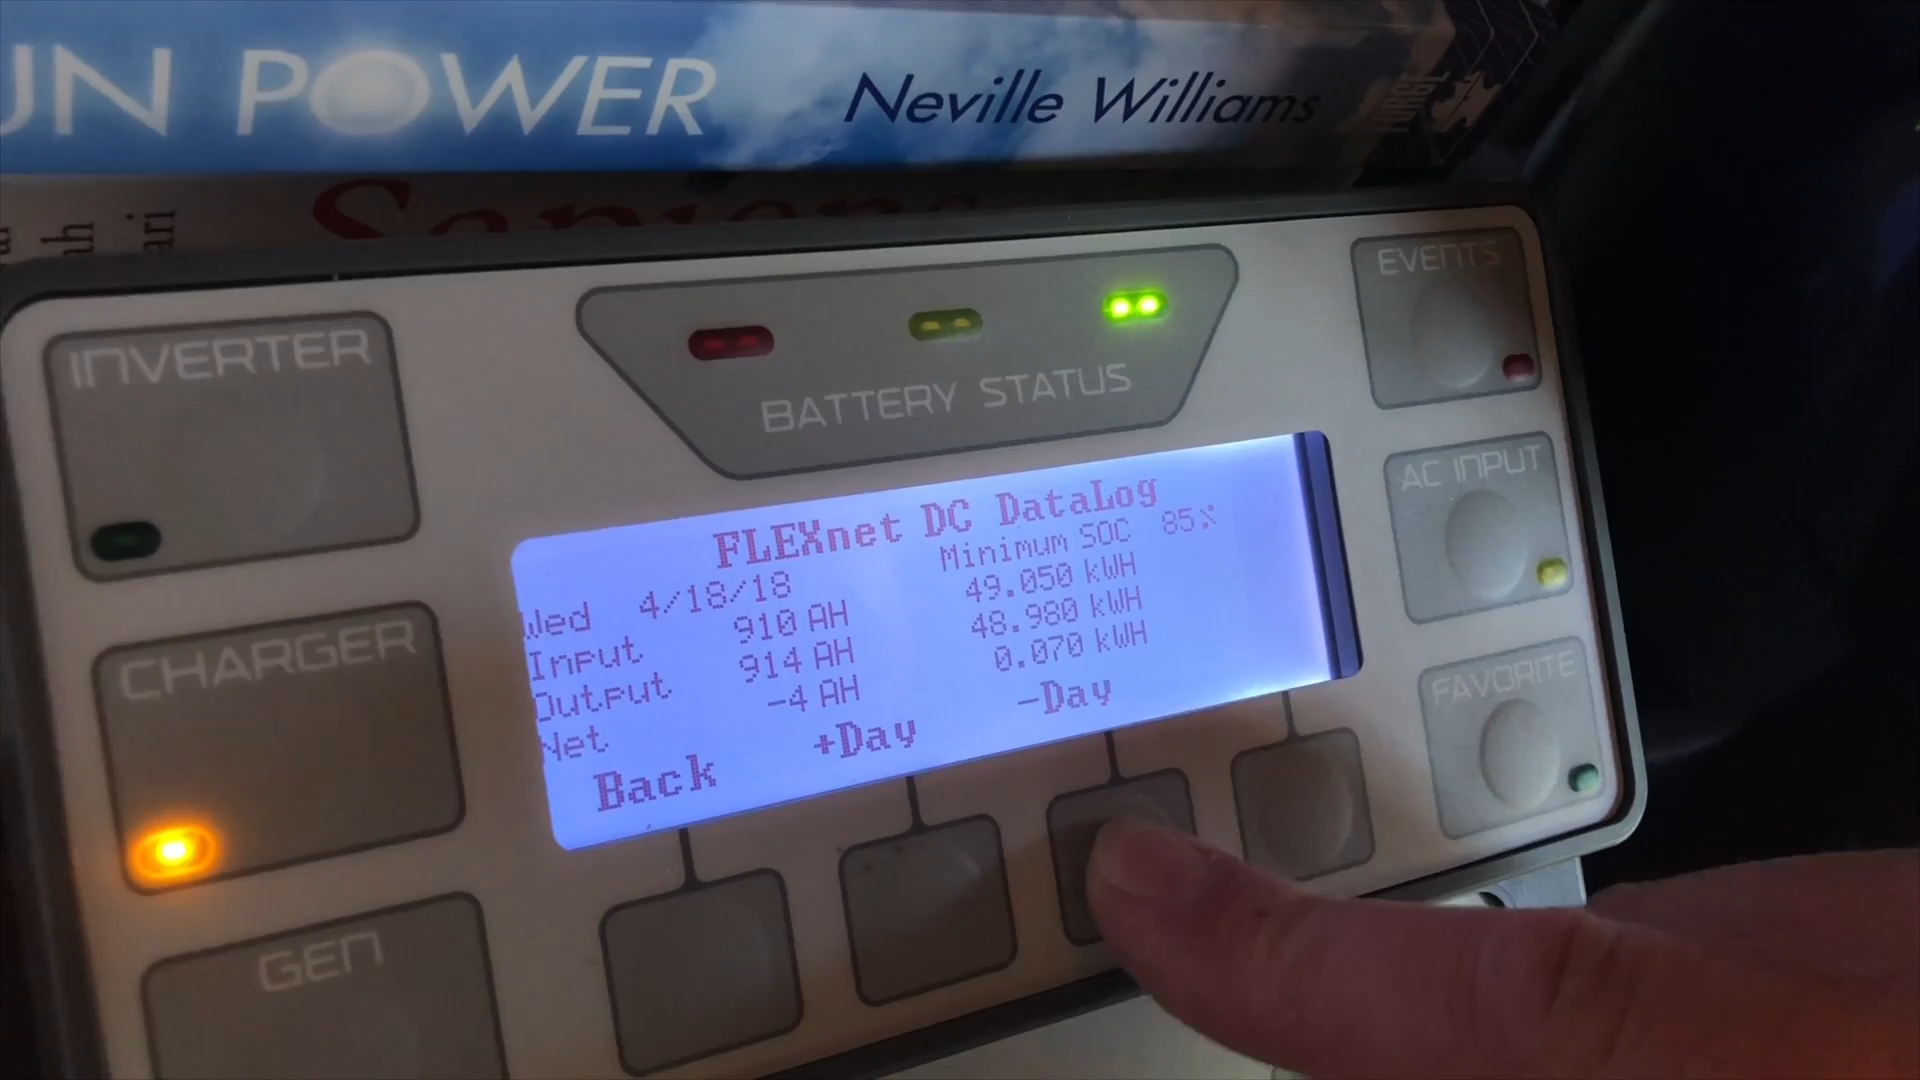 UN POWER Neville Williams
Sapiens
ah
ari
INVERTER
BATTERY STATUS
EVENTS
AC INPUT
FAVORITE
CHARGER
GEN
FLEXnet DC DataLog
Wed 4/18/18 Minimum SOC 85%
Input 910 AH 49.050 kWH
Output 914 AH 48.980 kWH
Net -4 AH 0.070 kWH
Back +Day -Day